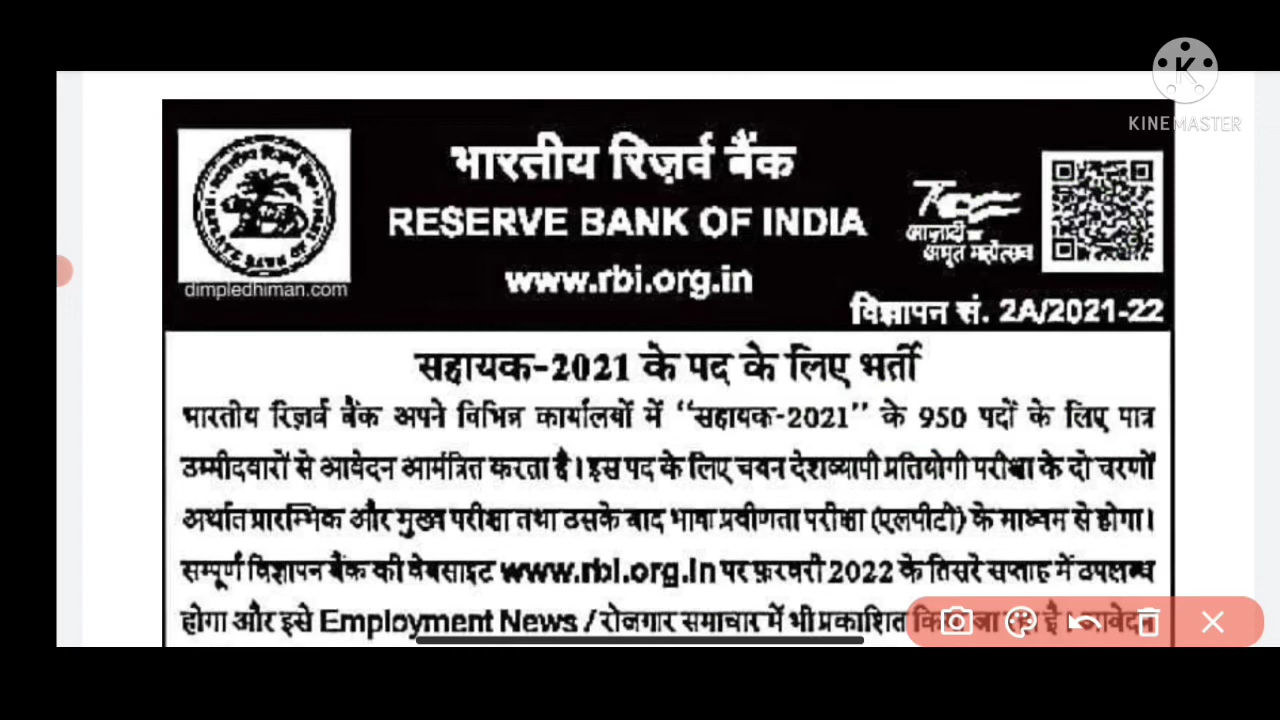 KINEMASTER
भारतीय रिज़र्व बैंक
RESERVE BANK OF INDIA
www.rbi.org.in
आज़ादी का
अमृत महोत्सव
dimpledhiman.com
विज्ञापन सं. 2A/2021-22
सहायक-2021 के पद के लिए भर्ती
भारतीय रिज़र्व बैंक अपने विभिन्न कार्यालयों में “सहायक-2021” के 950 पदों के लिए पात्र
उम्मीदवारों से आवेदन आमंत्रित करता है। इस पद के लिए चयन देशव्यापी प्रतियोगी परीक्षा के दो चरणों
अर्थात प्रारम्भिक और मुख्य परीक्षा तथा उसके बाद भाषा प्रवीणता परीक्षा (एलपीटी) के माध्यम से होगा।
सम्पूर्ण विज्ञापन बैंक की वेबसाइट www.rbi.org.in पर फ़रवरी 2022 के तिसरे सप्ताह में उपलब्ध
होगा और इसे Employment News / रोजगार समाचार में भी प्रकाशित किया जा रहा है। आवेदन